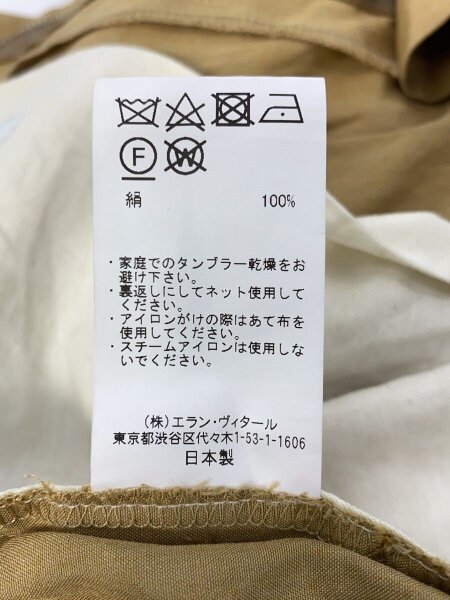 F W
絹 100%
・家庭でのタンブラー乾燥をお
避け下さい。
・裏返しにしてネット使用して
ください。
・アイロンがけの際はあて布を
使用してください。
・スチームアイロンは使用しな
いでください。
(株)エラン・ヴィタール
東京都渋谷区代々木1-53-1-1606
日本製